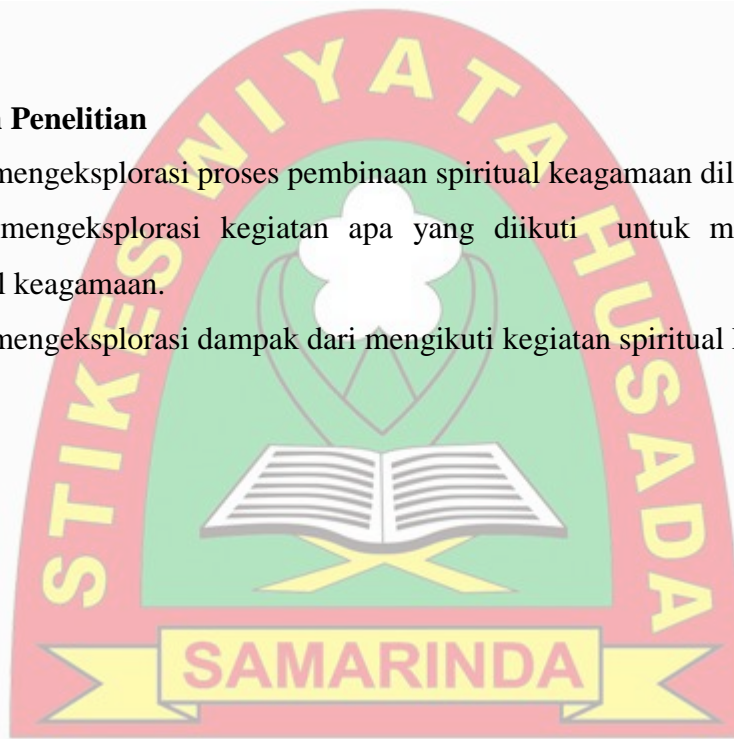 Penelitian
mengeksplorasi proses pembinaan spiritual keagamaan
mengeksplorasi kegiatan apa yang diikuti untuk
keagamaan.
mengeksplorasi dampak dari mengikuti kegiatan spiritual
STIKES WIYATA HUSADA
SAMARINDA